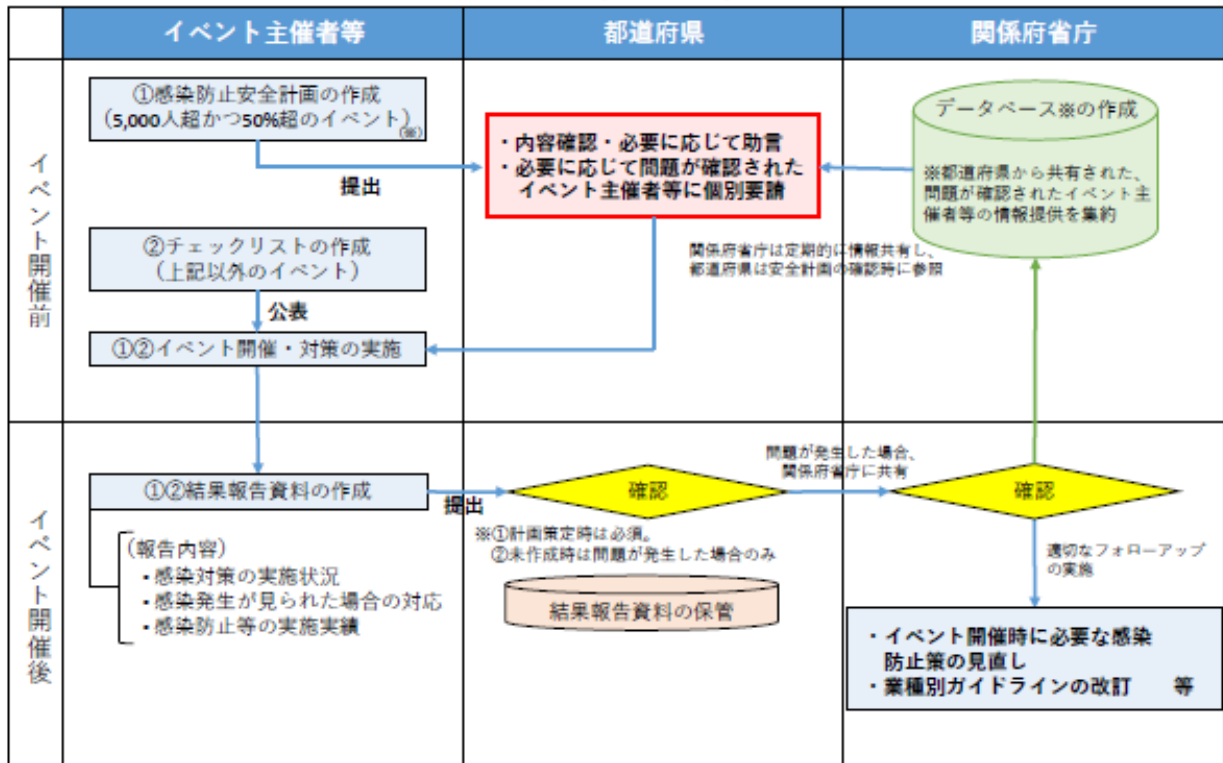 イベント主催者等
都道府県
関係府省庁
イベント開催前
①感染防止安全計画の作成
（5,000人超かつ50%超のイベント）
(※)
提出
・内容確認・必要に応じて助言
・必要に応じて問題が確認された
イベント主催者等に個別要請
データベース※の作成
※都道府県から共有された、
問題が確認されたイベント主
催者等の情報提供を集約
②チェックリストの作成
（上記以外のイベント）
関係府省庁は定期的に情報共有し、
都道府県は安全計画の確認時に参照
公表
①②イベント開催・対策の実施
イベント開催後
①②結果報告資料の作成
提出
確認
問題が発生した場合、
関係府省庁に共有
確認
（報告内容）
・感染対策の実施状況
・感染発生が見られた場合の対応
・感染防止等の実施実績
※①計画策定時は必須。
②未作成時は問題が発生した場合のみ
結果報告資料の保管
適切なフォローアップ
の実施
・イベント開催時に必要な感染
防止策の見直し
・業種別ガイドラインの改訂　等